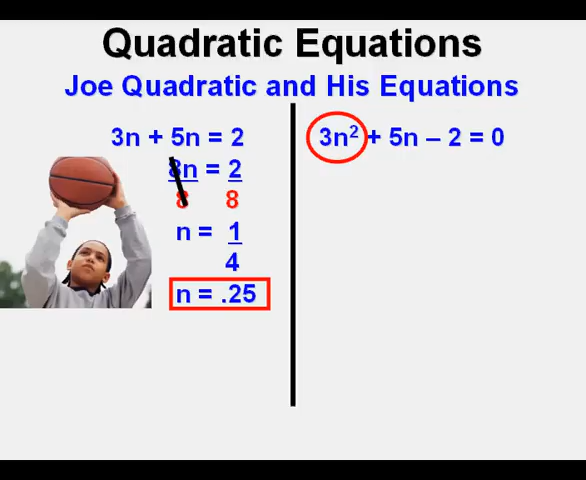 Quadratic Equations
Joe Quadratic and His Equations
3n + 5n = 2
8n = 2
8 8
n = 1
4
n = .25
3n² + 5n – 2 = 0